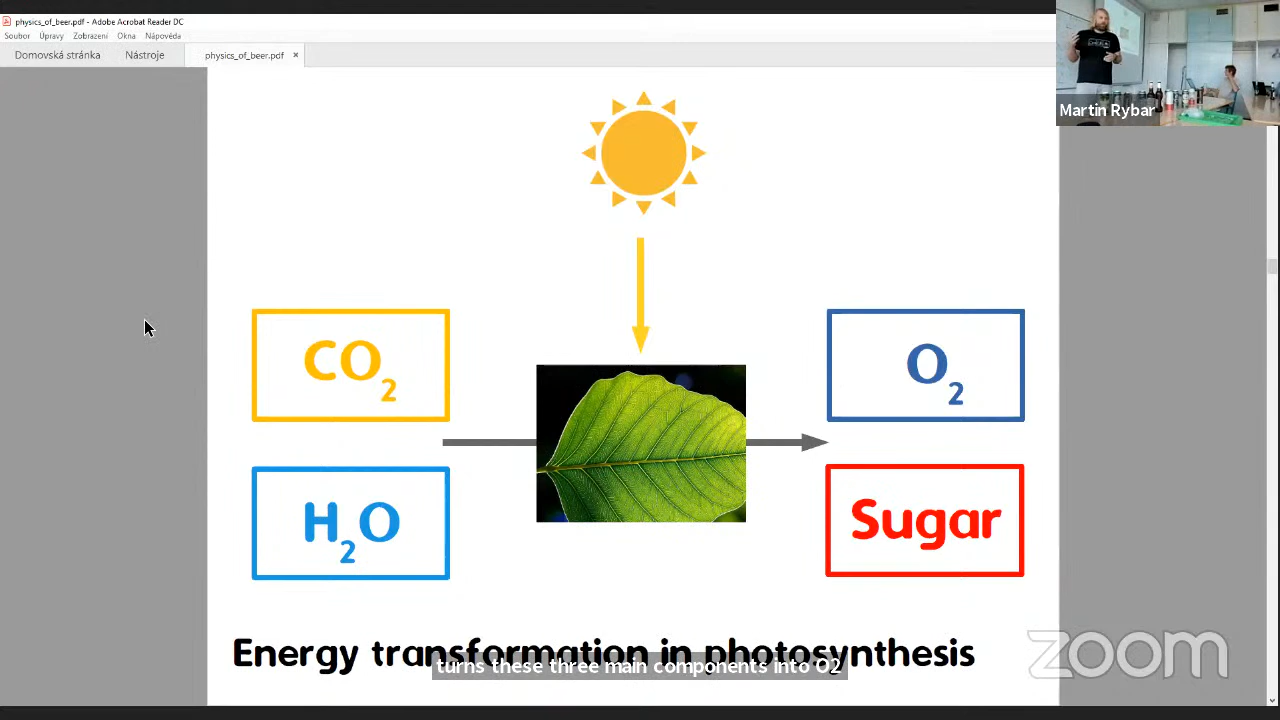 physics_of_beer.pdf - Adobe Acrobat Reader DC
Soubor Úpravy Zobrazení Okna Nápověda
Domovská stránka Nástroje physics_of_beer.pdf ×
Martin Rybar
CO2
O2
H2O
Sugar
Energy transformation in photosynthesis
turns these three main components into O2
zoom